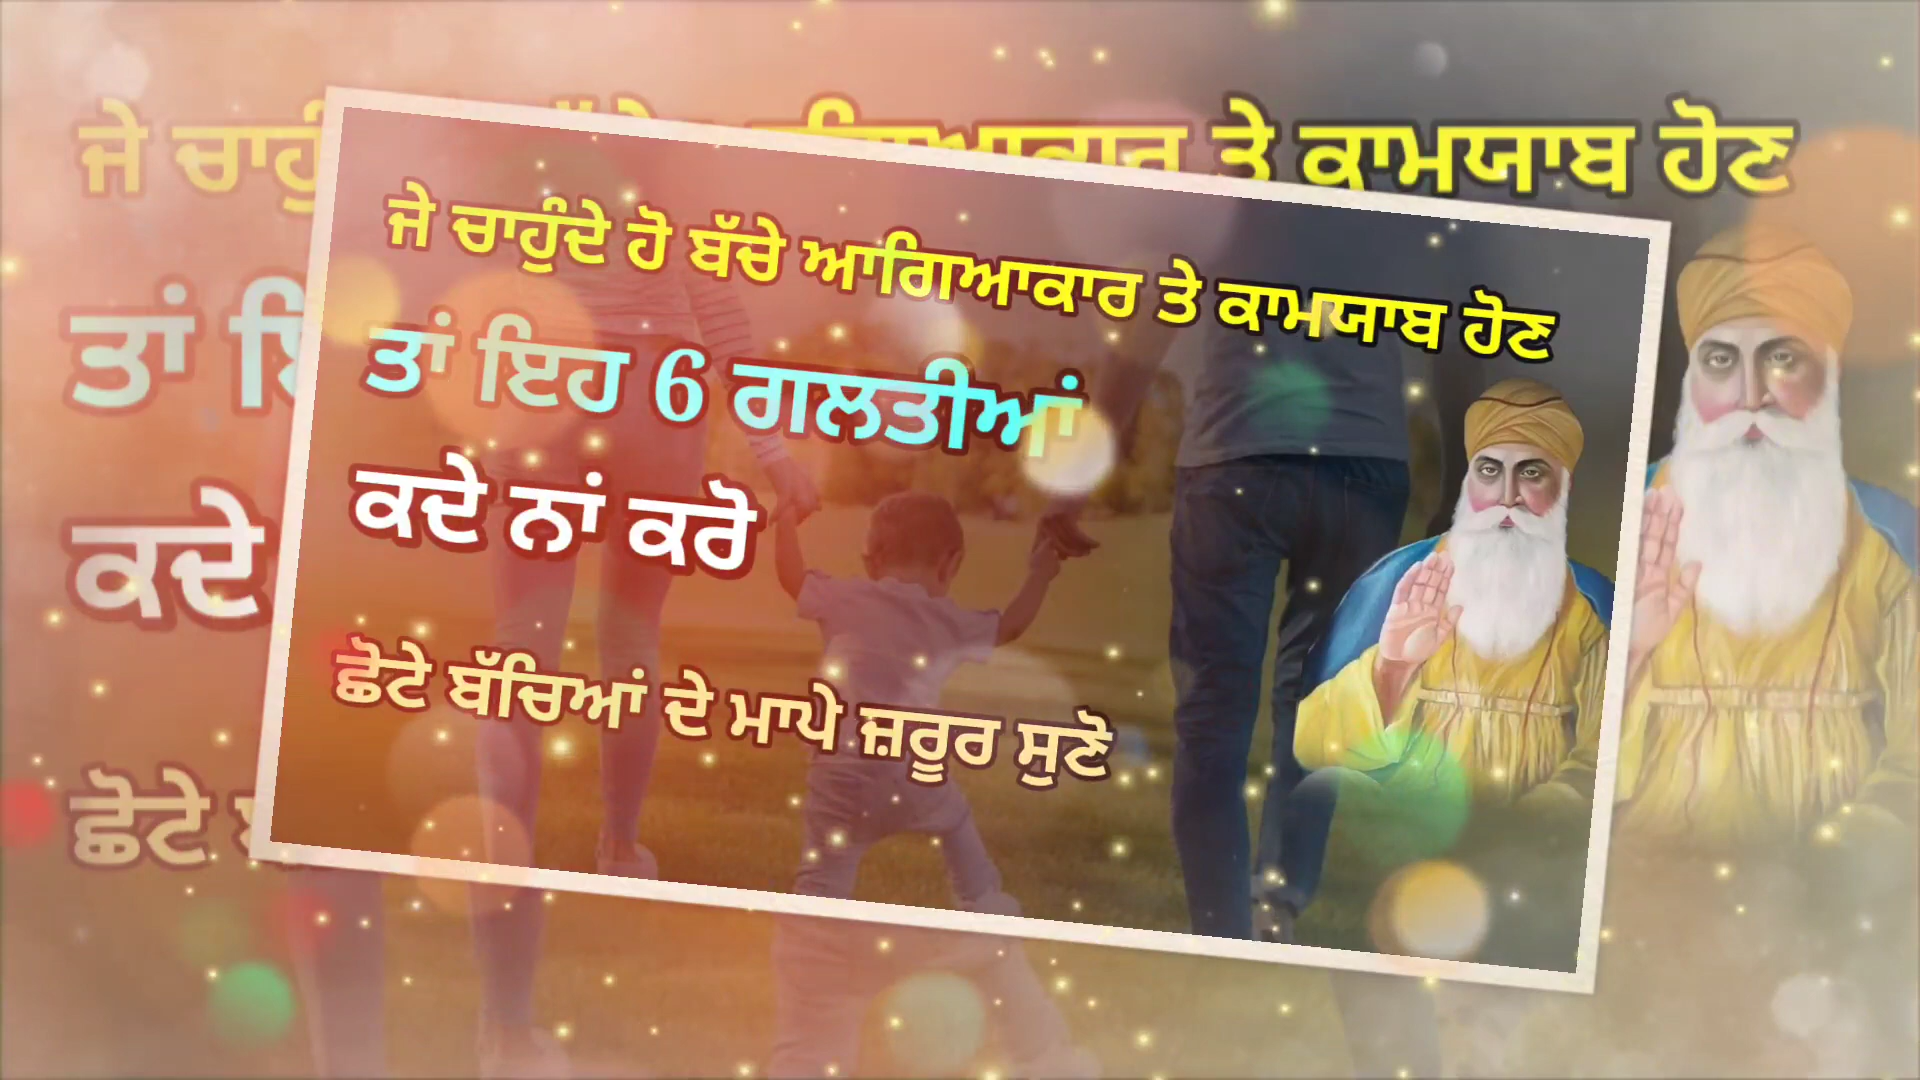 ਜੇ ਚਾਹੁੰਦੇ ਹੋ ਬੱਚੇ ਆਗਿਆਕਾਰ ਤੇ ਕਾਮਯਾਬ ਹੋਣ
ਤਾਂ ਇਹ 6 ਗਲਤੀਆਂ
ਕਦੇ ਨਾਂ ਕਰੋ
ਛੋਟੇ ਬੱਚਿਆਂ ਦੇ ਮਾਪੇ ਜ਼ਰੂਰ ਸੁਣੋ